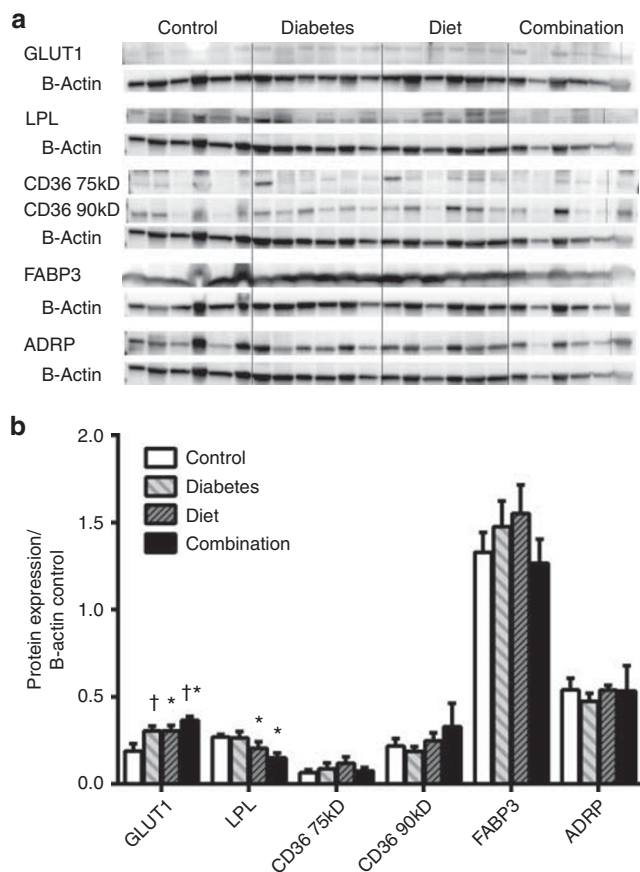 a
Control Diabetes Diet Combination
GLUT1
B-Actin
LPL
B-Actin
CD36 75kD
CD36 90kD
B-Actin
FABP3
B-Actin
ADRP
B-Actin
b
Protein expression/
B-actin control
2.0
1.5
1.0
0.5
0.0
Control
Diabetes
Diet
Combination
† * †*
* *
GLUT1
LPL
CD36 75kD
CD36 90kD
FABP3
ADRP